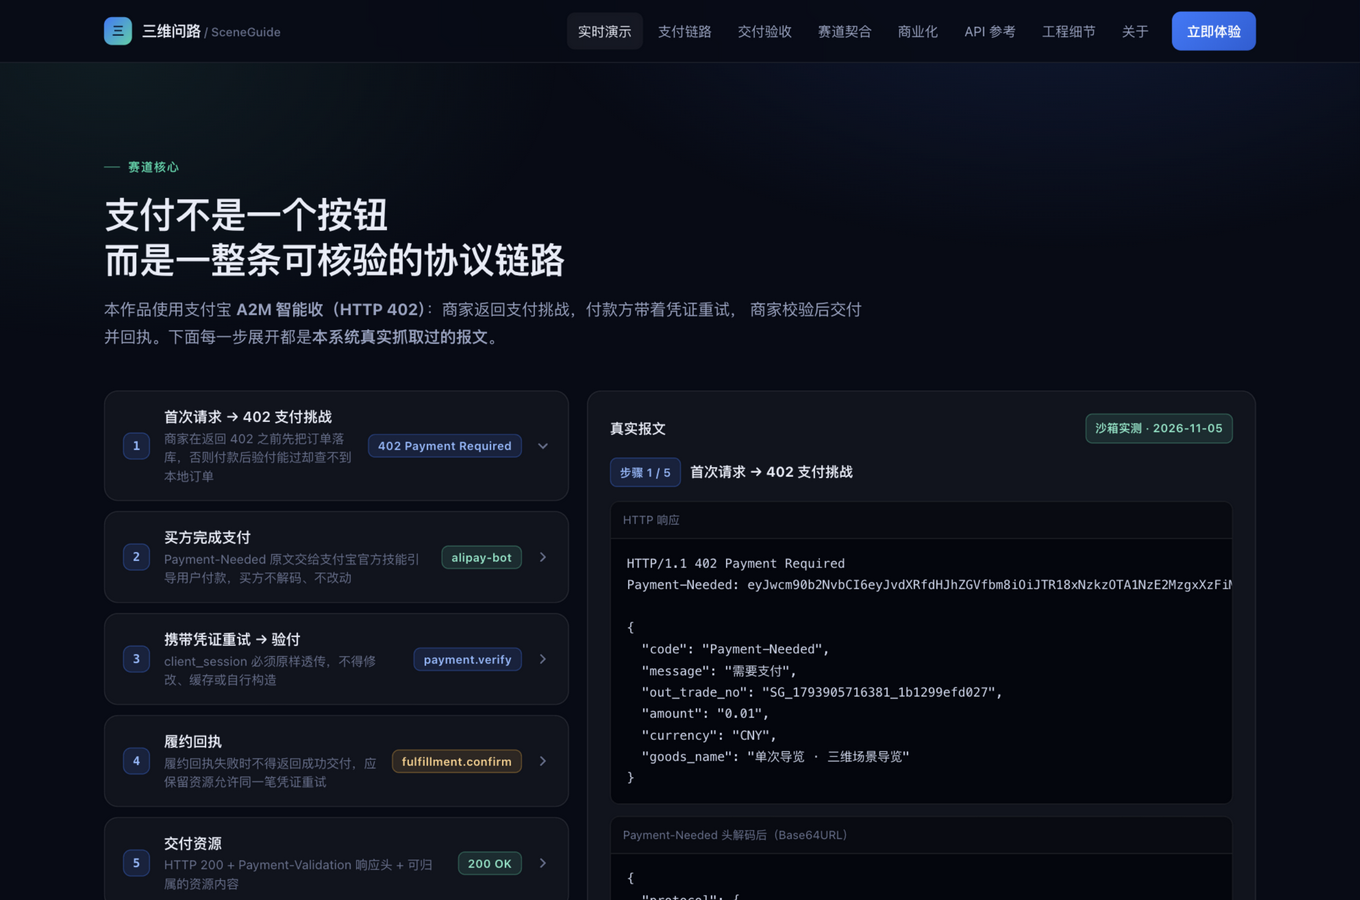 三 三维问路 / SceneGuide
实时演示 支付链路 交付验收 赛道契合 商业化 API 参考 工程细节 关于 立即体验
赛道核心
支付不是一个按钮
而是一整条可核验的协议链路
本作品使用支付宝 A2M 智能收（HTTP 402）：商家返回支付挑战，付款方带着凭证重试， 商家校验后交付
并回执。下面每一步展开都是本系统真实抓取过的报文。
1
首次请求 → 402 支付挑战
商家在返回 402 之前先把订单落
库，否则付款后验付能过却查不到
本地订单
402 Payment Required
2
买方完成支付
Payment-Needed 原文交给支付宝官方技能引
导用户付款，买方不解码、不改动
alipay-bot
3
携带凭证重试 → 验付
client_session 必须原样透传，不得修
改、缓存或自行构造
payment.verify
4
履约回执
履约回执失败时不得返回成功交付，应
保留资源允许同一笔凭证重试
fulfillment.confirm
5
交付资源
HTTP 200 + Payment-Validation 响应头 + 可归
属的资源内容
200 OK
真实报文
沙箱实测 · 2026-11-05
步骤 1 / 5 首次请求 → 402 支付挑战
HTTP 响应
HTTP/1.1 402 Payment Required
Payment-Needed: eyJwcm90b2NvbCI6eyJvdXRfdHJhZGVfbm8iOiJTR18xNzkzOTA1NzE2MzgxXzFi
{
"code": "Payment-Needed",
"message": "需要支付",
"out_trade_no": "SG_1793905716381_1b1299efd027",
"amount": "0.01",
"currency": "CNY",
"goods_name": "单次导览 · 三维场景导览"
}
Payment-Needed 头解码后（Base64URL）
{
"protocol": {